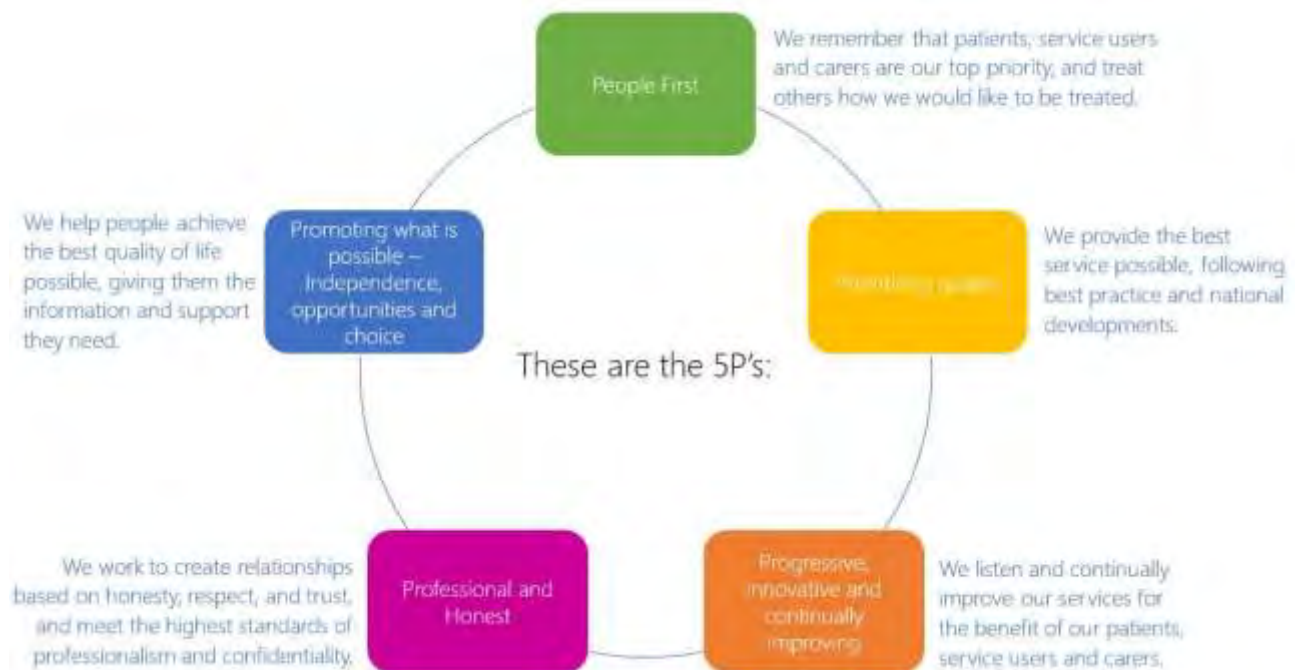 People First
We remember that patients, service users
and carers are our top priority, and treat
others how we would like to be treated.
We help people achieve
the best quality of life
possible, giving them the
information and support
they need.
Promoting what is
possible –
Independence,
opportunities and
choice
Prioritising quality
We provide the best
service possible, following
best practice and national
developments.
These are the 5P's:
We work to create relationships
based on honesty, respect, and trust,
and meet the highest standards of
professionalism and confidentiality.
Professional and
Honest
Progressive,
innovative and
continually
improving
We listen and continually
improve our services for
the benefit of our patients,
service users and carers.